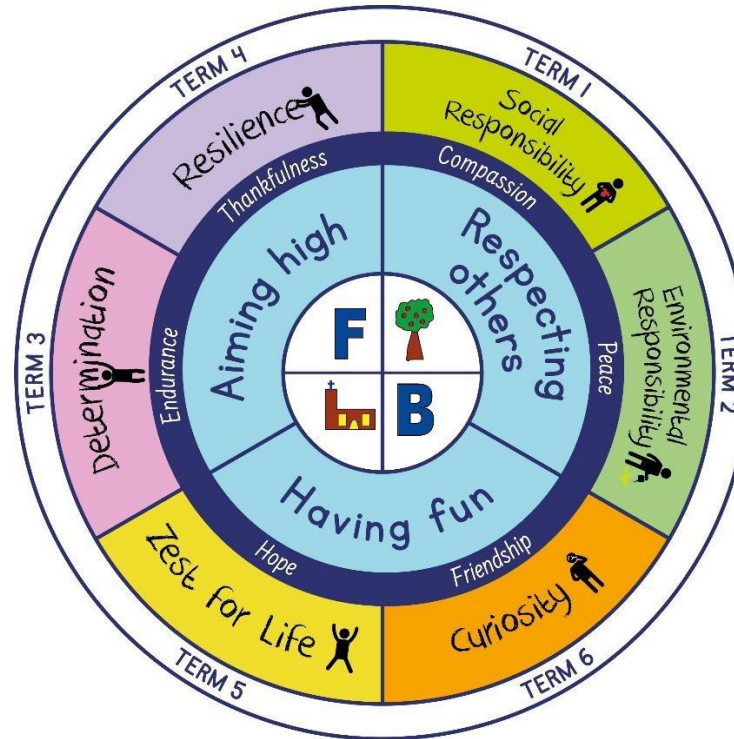 TERM 1
Social
Responsibility
Compassion
TERM 2
Environmental
Responsibility
Peace
Respecting
others
TERM 3
Determination
Endurance
TERM 4
Resilience
Thankfulness
Aiming high
TERM 5
Zest for Life
Hope
TERM 6
Curiosity
Friendship
Having fun
F
B